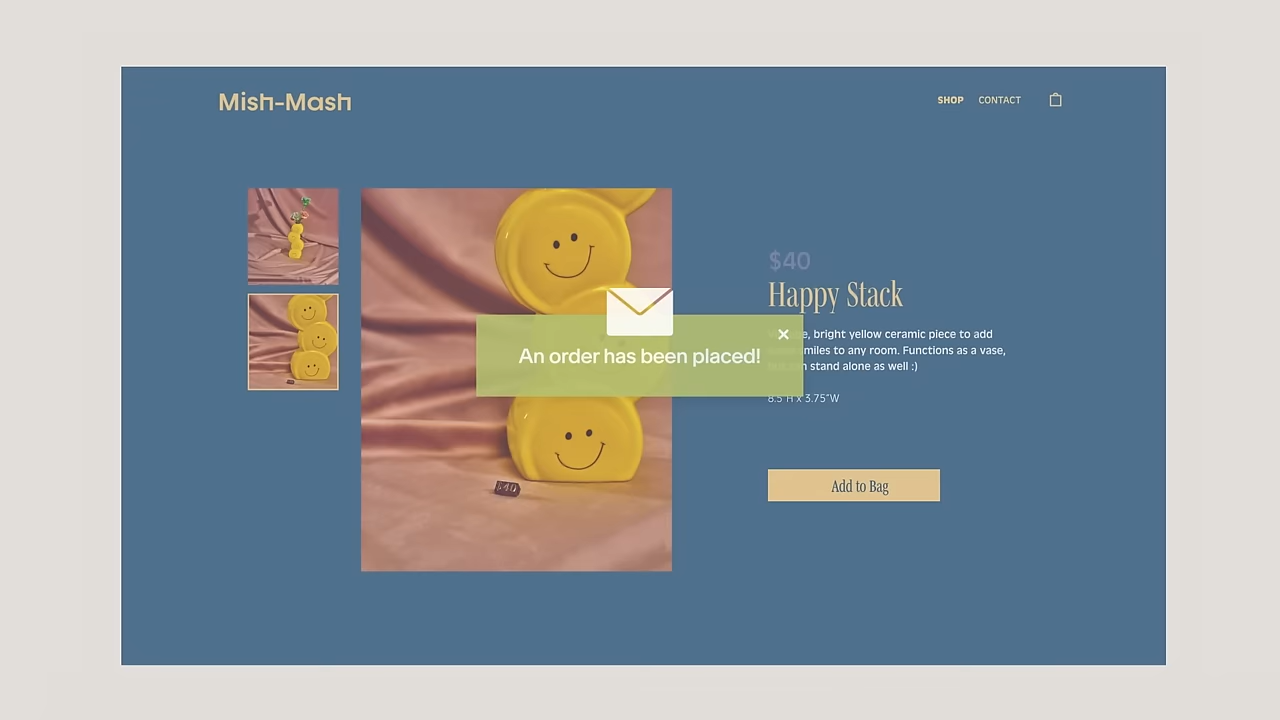 Mish-Mash
SHOP CONTACT
$40
Happy Stack
bright yellow ceramic piece to add
to any room. Functions as a vase,
stand alone as well :)
8.5"H x 3.75"W
An order has been placed!
$40
Add to Bag